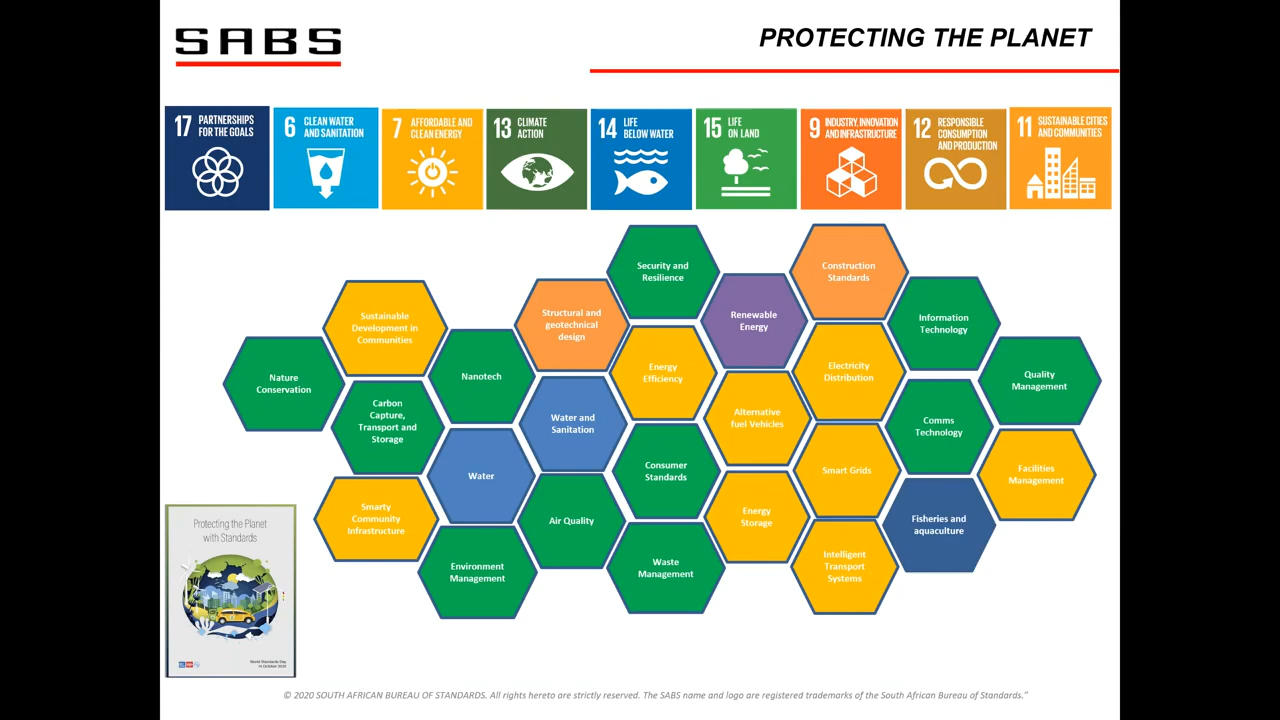 SABS
PROTECTING THE PLANET
17 PARTNERSHIPS
FOR THE GOALS
6 CLEAN WATER
AND SANITATION
7 AFFORDABLE AND
CLEAN ENERGY
13 CLIMATE
ACTION
14 LIFE
BELOW WATER
15 LIFE
ON LAND
9 INDUSTRY, INNOVATION
AND INFRASTRUCTURE
12 RESPONSIBLE
CONSUMPTION
AND PRODUCTION
11 SUSTAINABLE CITIES
AND COMMUNITIES
Nature
Conservation
Sustainable
Development in
Communities
Carbon
Capture,
Transport and
Storage
Smarty
Community
Infrastructure
Nanotech
Water
Environment
Management
Structural and
geotechnical
design
Water and
Sanitation
Air Quality
Security and
Resilience
Energy
Efficiency
Consumer
Standards
Waste
Management
Renewable
Energy
Alternative
fuel Vehicles
Energy
Storage
Construction
Standards
Electricity
Distribution
Smart Grids
Intelligent
Transport
Systems
Information
Technology
Comms
Technology
Fisheries and
aquaculture
Quality
Management
Facilities
Management
Protecting the Planet
with Standards
World Standards Day
14 October 2020
© 2020 SOUTH AFRICAN BUREAU OF STANDARDS. All rights hereto are strictly reserved. The SABS name and logo are registered trademarks of the South African Bureau of Standards.”